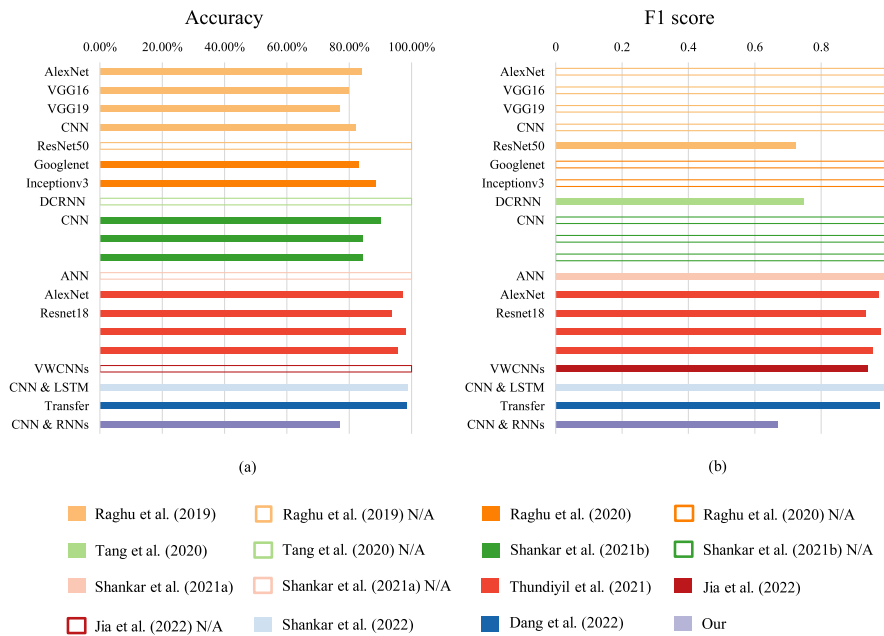 Accuracy
0.00% 20.00% 40.00% 60.00% 80.00% 100.00%
AlexNet
VGG16
VGG19
CNN
ResNet50
Googlenet
Inceptionv3
DCRNN
CNN
ANN
AlexNet
Resnet18
VWCNNs
CNN & LSTM
Transfer
CNN & RNNs
(a)
F1 score
0 0.2 0.4 0.6 0.8
AlexNet
VGG16
VGG19
CNN
ResNet50
Googlenet
Inceptionv3
DCRNN
CNN
ANN
AlexNet
Resnet18
VWCNNs
CNN & LSTM
Transfer
CNN & RNNs
(b)
Raghu et al. (2019) Raghu et al. (2019) N/A Raghu et al. (2020) Raghu et al. (2020) N/A
Tang et al. (2020) Tang et al. (2020) N/A Shankar et al. (2021b) Shankar et al. (2021b) N/A
Shankar et al. (2021a) Shankar et al. (2021a) N/A Thundiyil et al. (2021) Jia et al. (2022)
Jia et al. (2022) N/A Shankar et al. (2022) Dang et al. (2022) Our